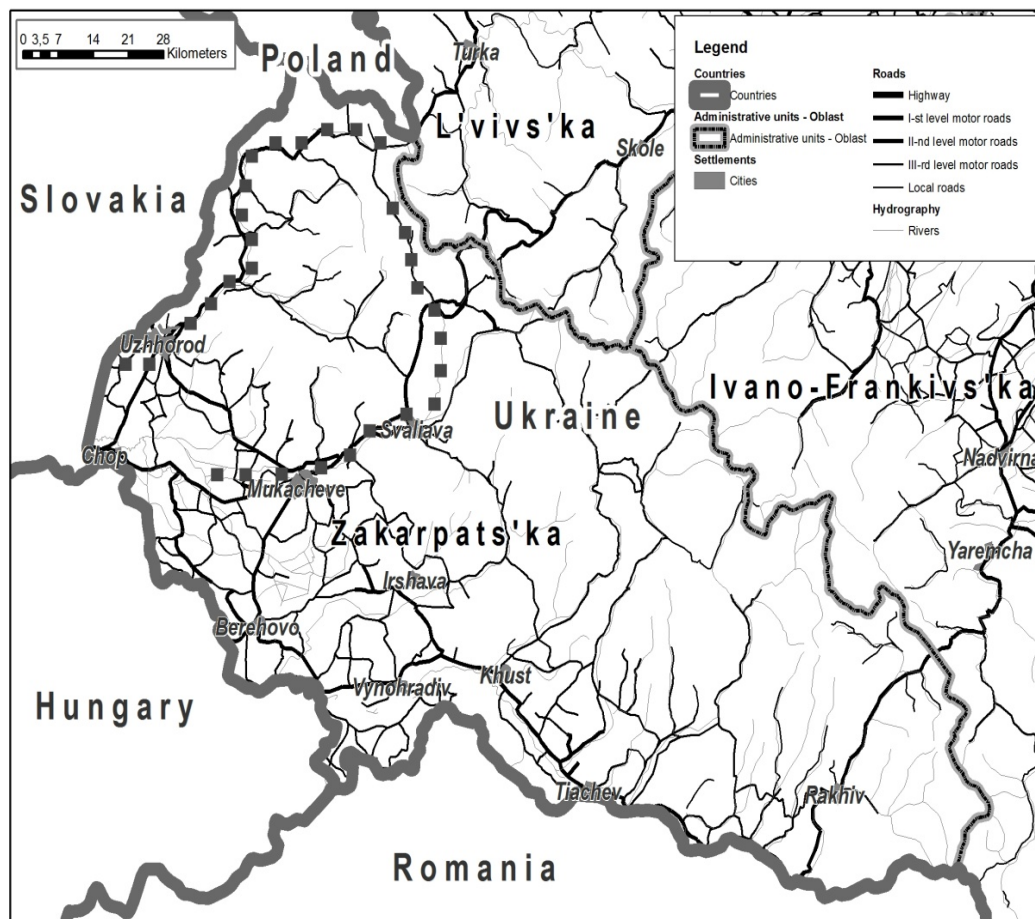 0 3,5 7 14 21 28
Kilometers
Poland
Turka
L'vivs'ka
Skole
Slovakia
Legend
Countries
Countries
Administrative units - Oblast
Administrative units - Oblast
Settlements
Cities
Roads
Highway
I-st level motor roads
II-nd level motor roads
III-rd level motor roads
Local roads
Hydrography
Rivers
Uzhhorod
Ivano-Frankivs'ka
Ukraine
Svaliava
Chop
Nadvirna
Mukacheve
Zakarpats'ka
Yaremcha
Irshava
Berehovo
Khust
Vynohradiv
Hungary
Tiachev
Rakhiv
Romania